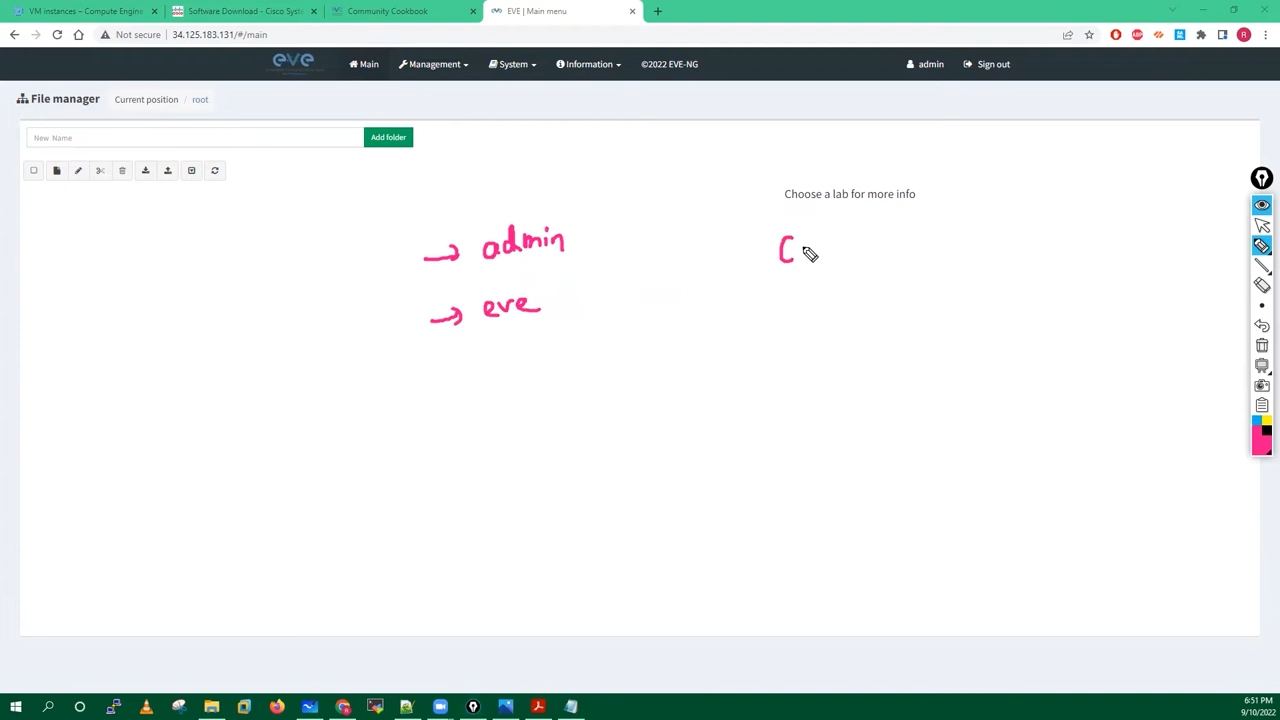 VM instances – Compute Engine
Software Download - Cisco Syste
Community Cookbook
EVE | Main menu
Not secure 34.125.183.131/#/main
eve Main Management System Information ©2022 EVE-NG admin Sign out
File manager Current position / root
New Name Add folder
Choose a lab for more info
→ admin
C
→ eve
6:51 PM
9/10/2022